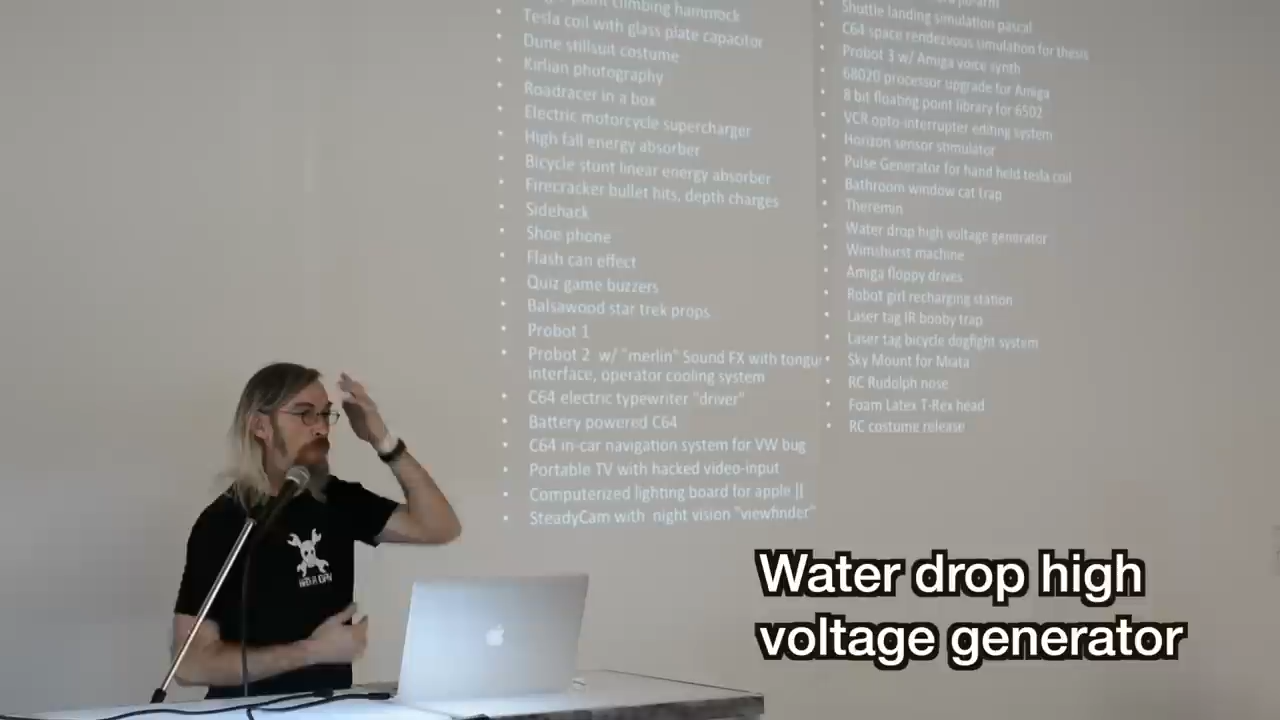 point climbing hammock
Tesla coil with glass plate capacitor
Dune stillsuit costume
Kirlian photography
Roadracer in a box
Electric motorcycle supercharger
High fall energy absorber
Bicycle stunt linear energy absorber
Firecracker bullet hits, depth charges
Sidehack
Shoe phone
Flash can effect
Quiz game buzzers
Balsawood star trek props
Probot 1
Probot 2 w/ "merlin" Sound FX with tongu
interface, operator cooling system
C64 electric typewriter "driver"
Battery powered C64
C64 in-car navigation system for VW bug
Portable TV with hacked video-input
Computerized lighting board for apple ||
SteadyCam with night vision "viewfinder"
Shuttle landing simulation pascal
C64 space rendezvous simulation for thesis
Probot 3 w/ Amiga voice synth
68020 processor upgrade for Amiga
8 bit floating point library for 6502
VCR opto-interrupter editing system
Horizon sensor stimulator
Pulse Generator for hand held tesla coil
Bathroom window cat trap
Theremin
Water drop high voltage generator
Wimshurst machine
Amiga floppy drives
Robot girl recharging station
Laser tag IR booby trap
Laser tag bicycle dogfight system
Sky Mount for Miata
RC Rudolph nose
Foam Latex T-Rex head
RC costume release
Water drop high
voltage generator